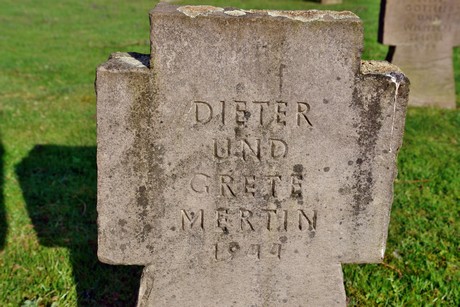 DIETER
UND
GRETE
MERTIN
1944